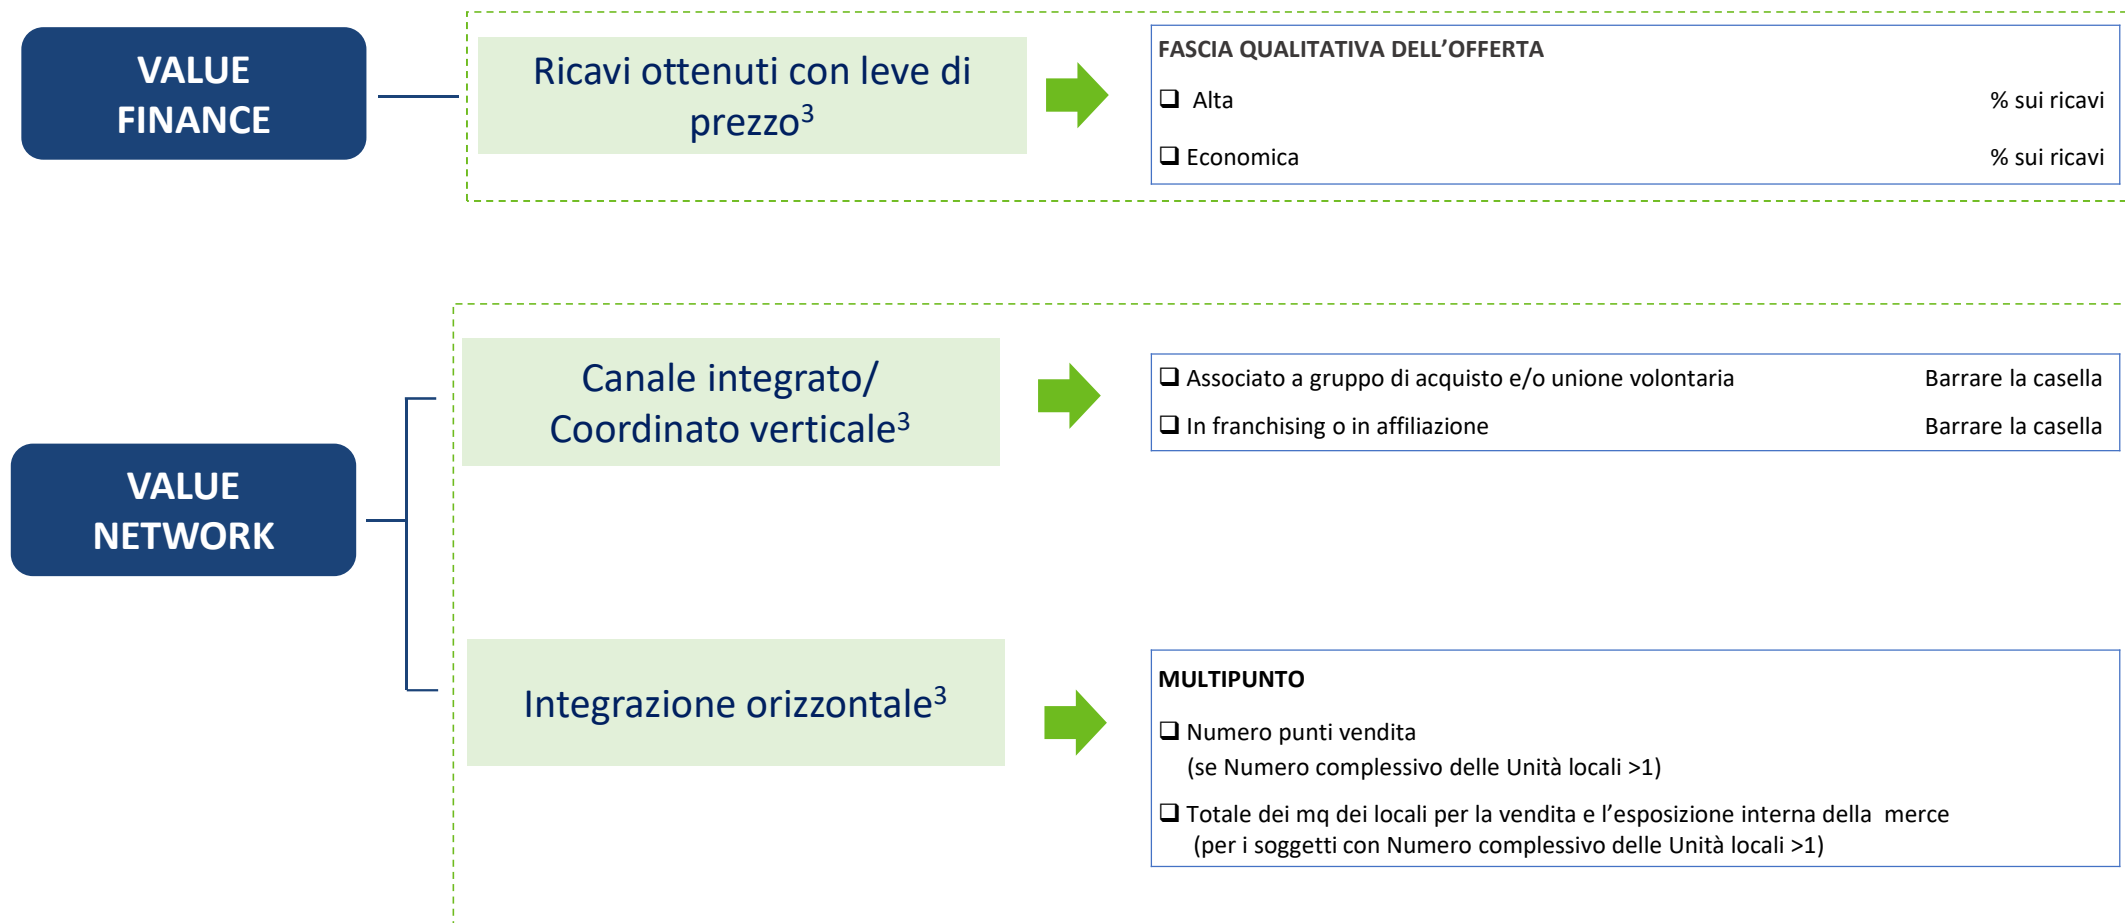 VALUE
FINANCE
Ricavi ottenuti con leve di
prezzo³
FASCIA QUALITATIVA DELL’OFFERTA
❑ Alta % sui ricavi
❑ Economica % sui ricavi
VALUE
NETWORK
Canale integrato/
Coordinato verticale³
❑ Associato a gruppo di acquisto e/o unione volontaria Barrare la casella
❑ In franchising o in affiliazione Barrare la casella
Integrazione orizzontale³
MULTIPUNTO
❑ Numero punti vendita
(se Numero complessivo delle Unità locali >1)
❑ Totale dei mq dei locali per la vendita e l’esposizione interna della merce
(per i soggetti con Numero complessivo delle Unità locali >1)